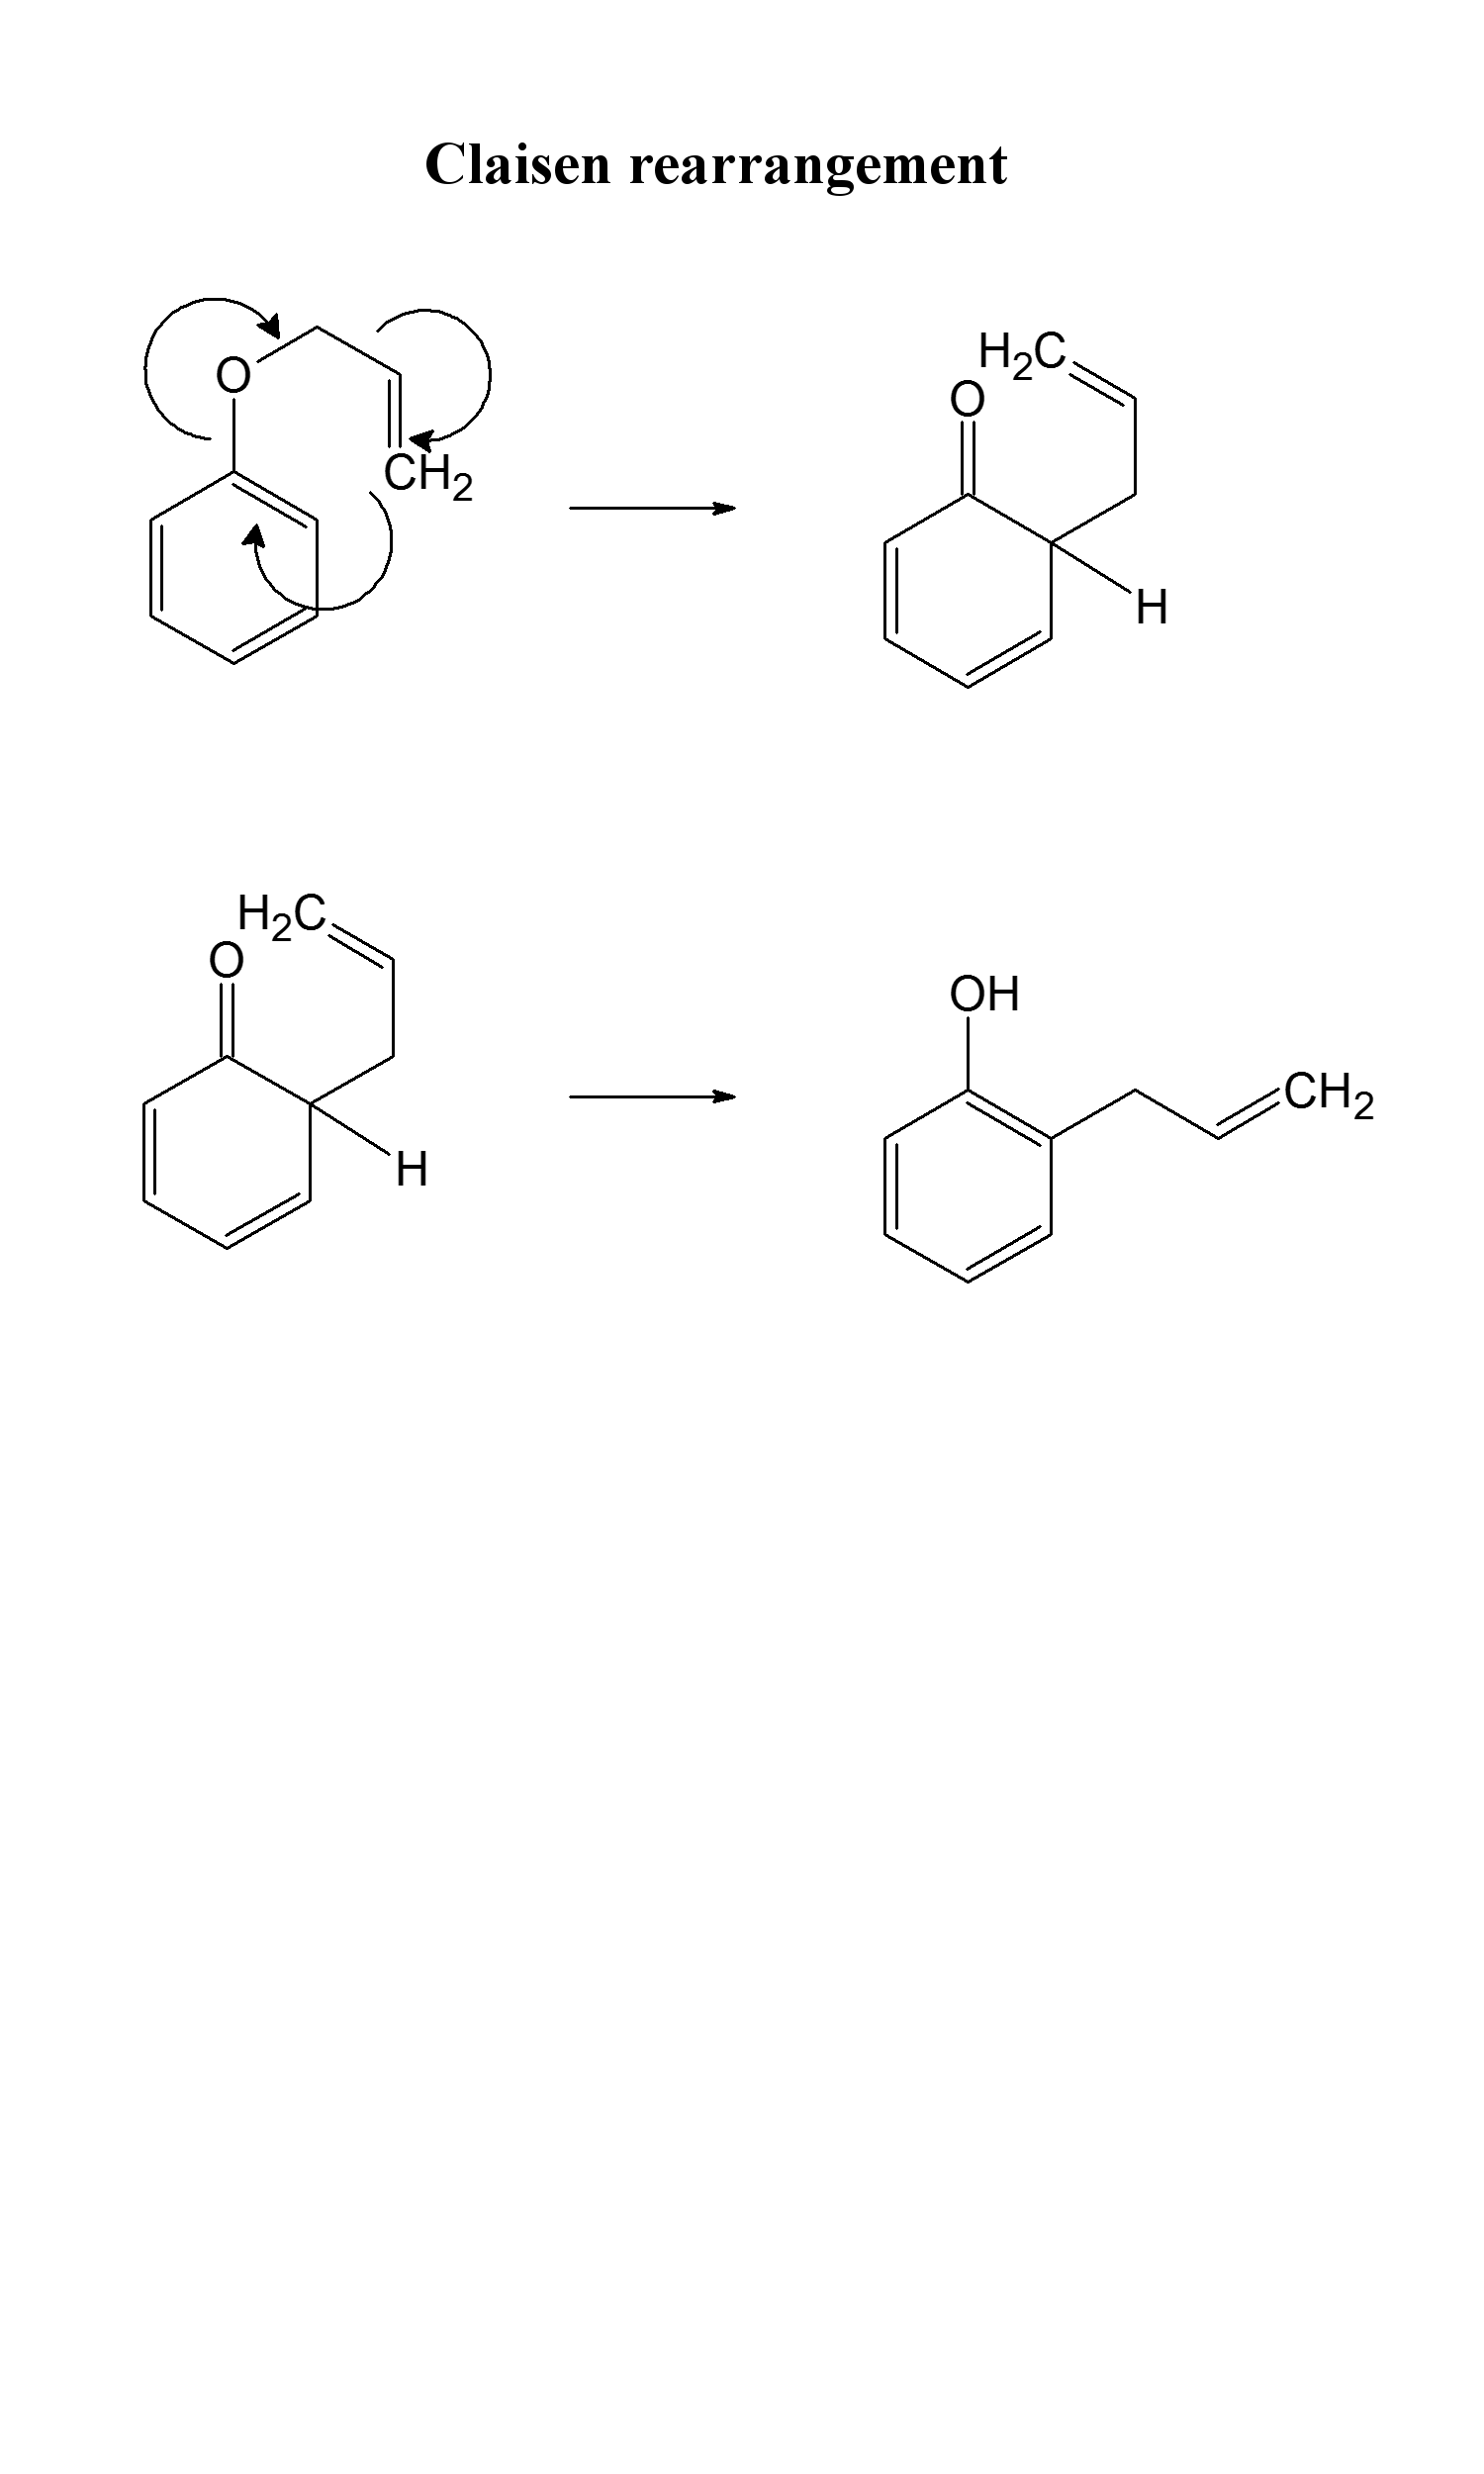 Claisen rearrangement
H₂C
O
O
CH₂
H
H₂C
O
OH
CH₂
H